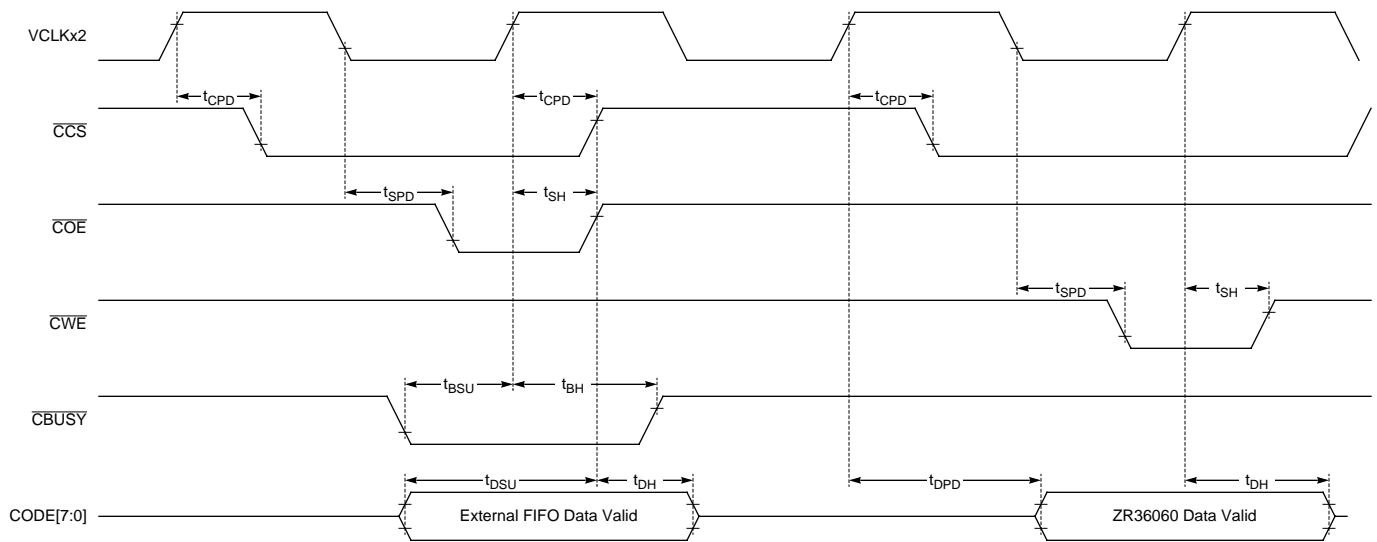 VCLKx2
tCPD tCPD tCPD
CCS
tSPD tSH
COE
tSPD tSH
CWE
tBSU tBH
CBUSY
tDSU tDH tDPD tDH
CODE[7:0] External FIFO Data Valid ZR36060 Data Valid